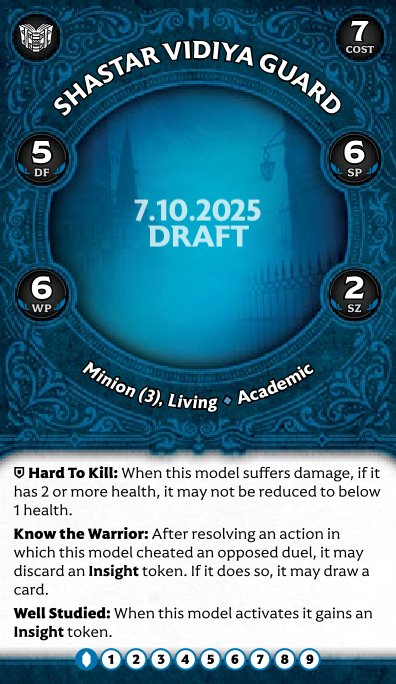 7
COST
SHASTAR VIDIYA GUARD
5
DF
6
SP
7.10.2025
DRAFT
6
WP
2
SZ
Minion (3), Living ⬥ Academic
Hard To Kill: When this model suffers damage, if it
has 2 or more health, it may not be reduced to below
1 health.
Know the Warrior: After resolving an action in
which this model cheated an opposed duel, it may
discard an Insight token. If it does so, it may draw a
card.
Well Studied: When this model activates it gains an
Insight token.
1 2 3 4 5 6 7 8 9